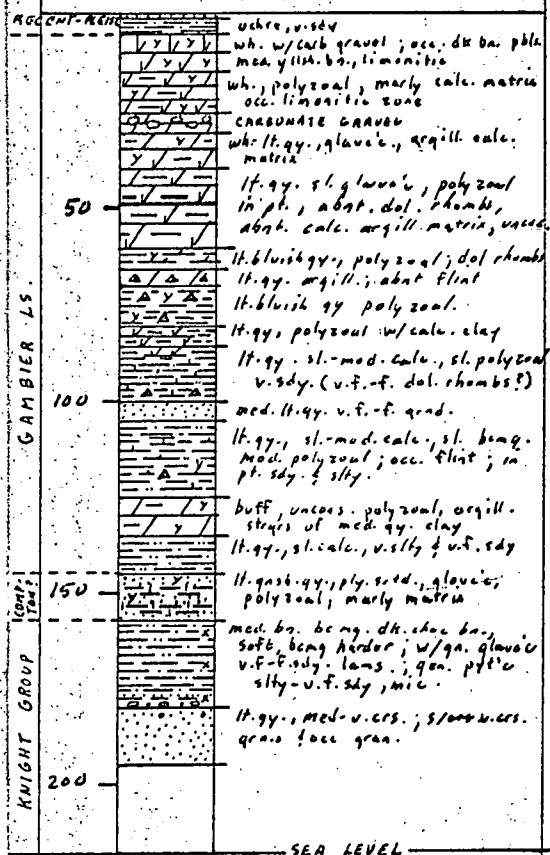 RECENT-PLEIST
ochre, v. sdy
wh. w/carb gravel ; occ. dk bn. pbls.
med. yllsh. bn., limonitic
wh., polyzoal, marly calc. matrix
occ. limonitic zone
CARBONATE GRAVEL
wh-lt.gy., glauc'c., argill calc.
matrix
lt.gy. sl. glauc'c, polyzoal
in pt., abnt. dol. rhombs,
abnt. calc. argill matrix, uncons.
50
lt.bluish gy., polyzoal; dol rhombs
lt.gy. argill.; abnt flint
lt.bluish gy polyzoal.
lt.gy, polyzoal w/calc. clay
lt.gy. sl.-mod.calc., sl. polyzoal
v.sdy. (v.f.-f. dol. rhombs?)
GAMBIER LS.
100
med. lt.gy. v.f.-f. grnd.
lt.gy., sl.-mod.calc., sl. bcmg.
mod. polyzoal ; occ. flint ; in
pt. sdy. & slty.
buff, uncons. polyzoal, argill.
strgs of med. gy. clay
lt.gy., sl.calc., v.slty & v.f. sdy
COMP-
TON?
150
lt.gnsh.gy., ply. srtd., glauc'c,
polyzoal; marly matrix
med. bn. bcmg. dk. choc bn.,
soft, bcmg harder ; w/gn. glauc'c
v.f-f.sdy. lams ; gen. pyt'c
slty-v.f.sdy, mic.
KNIGHT GROUP
lt.gy., med-v.crs. ;
& occ gran.
200
SEA LEVEL